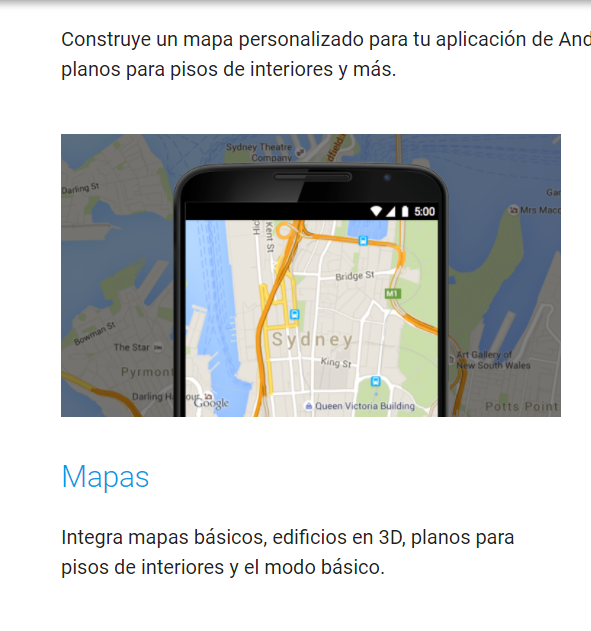 Construye un mapa personalizado para tu aplicación de And
planos para pisos de interiores y más.
Sydney Theatre
Company
Darling St
5:00
Mrs Macq
Kent St
Bridge St
M1
Bowman St
The Star
Sydney
King St
Art Gallery of
New South Wales
Pyrmont
Darling H
our
Google
Queen Victoria Building
Potts Point
Mapas
Integra mapas básicos, edificios en 3D, planos para
pisos de interiores y el modo básico.